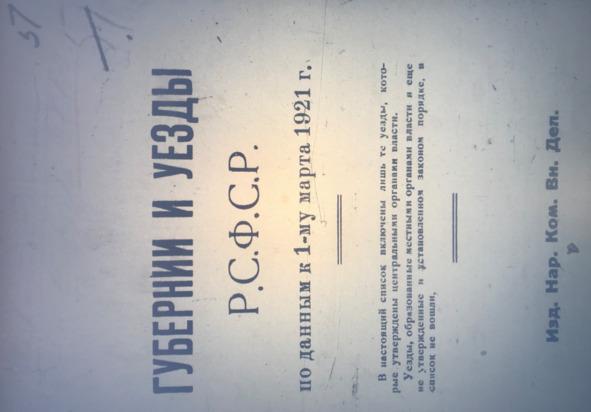 57
ГУБЕРНИИ И УЕЗДЫ
Р.С.Ф.С.Р.
по данным к 1-му марта 1921 г.
В настоящий список включены лишь те уезды, кото-
рые утверждены центральными органами власти.
Уезды, образованные местными органами власти и еще
не утвержденные в установленном законом порядке, в
список не вошли,
Изд. Нар. Ком. Вн. Дел.